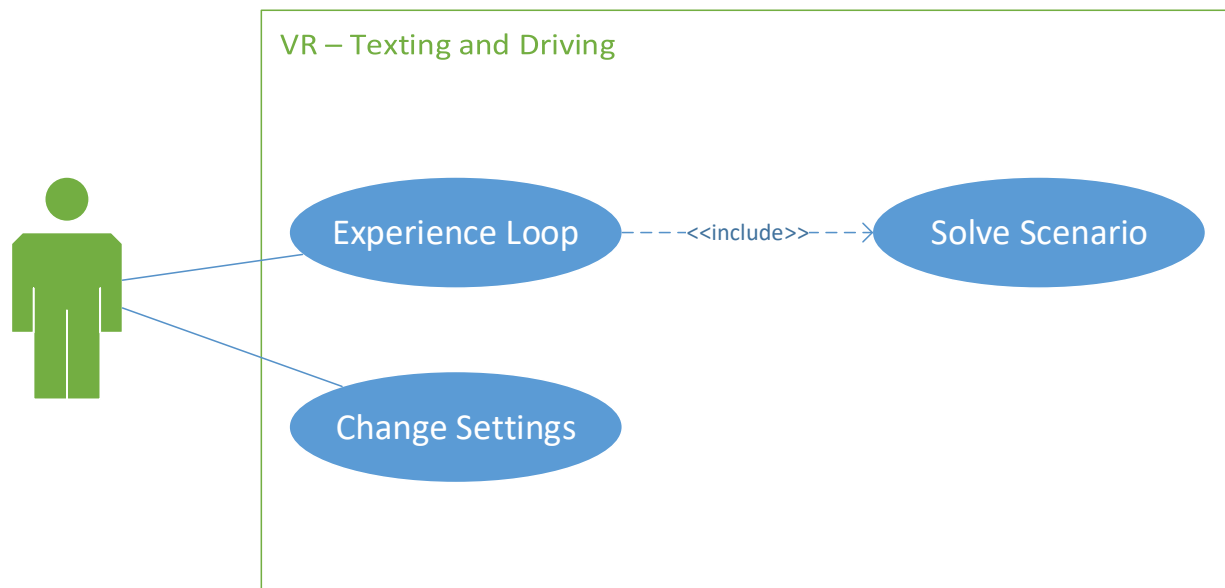 VR – Texting and Driving
Experience Loop
<<include>>
Solve Scenario
Change Settings